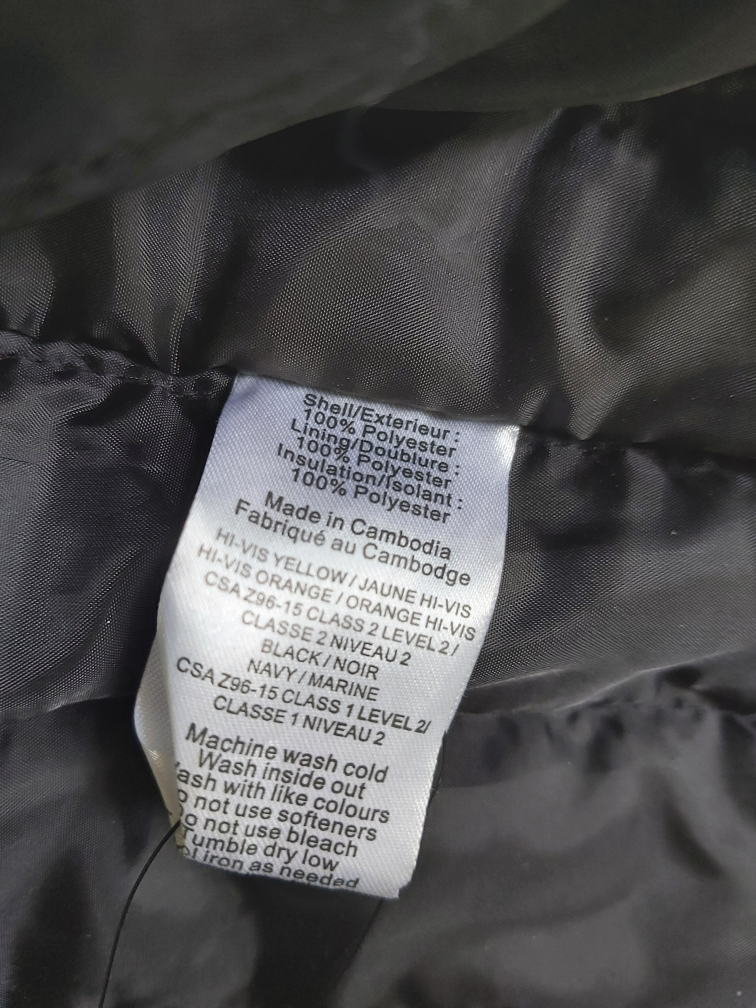 Shell/Exterieur :
100% Polyester
Lining/Doublure :
100% Polyester
Insulation/Isolant :
100% Polyester
Made in Cambodia
Fabriqué au Cambodge
HI-VIS YELLOW / JAUNE HI-VIS
HI-VIS ORANGE / ORANGE HI-VIS
CSA Z96-15 CLASS 2 LEVEL 2 /
CLASSE 2 NIVEAU 2
BLACK / NOIR
NAVY / MARINE
CSA Z96-15 CLASS 1 LEVEL 2/
CLASSE 1 NIVEAU 2
Machine wash cold
Wash inside out
ash with like colours
o not use softeners
o not use bleach
umble dry low
iron as needed